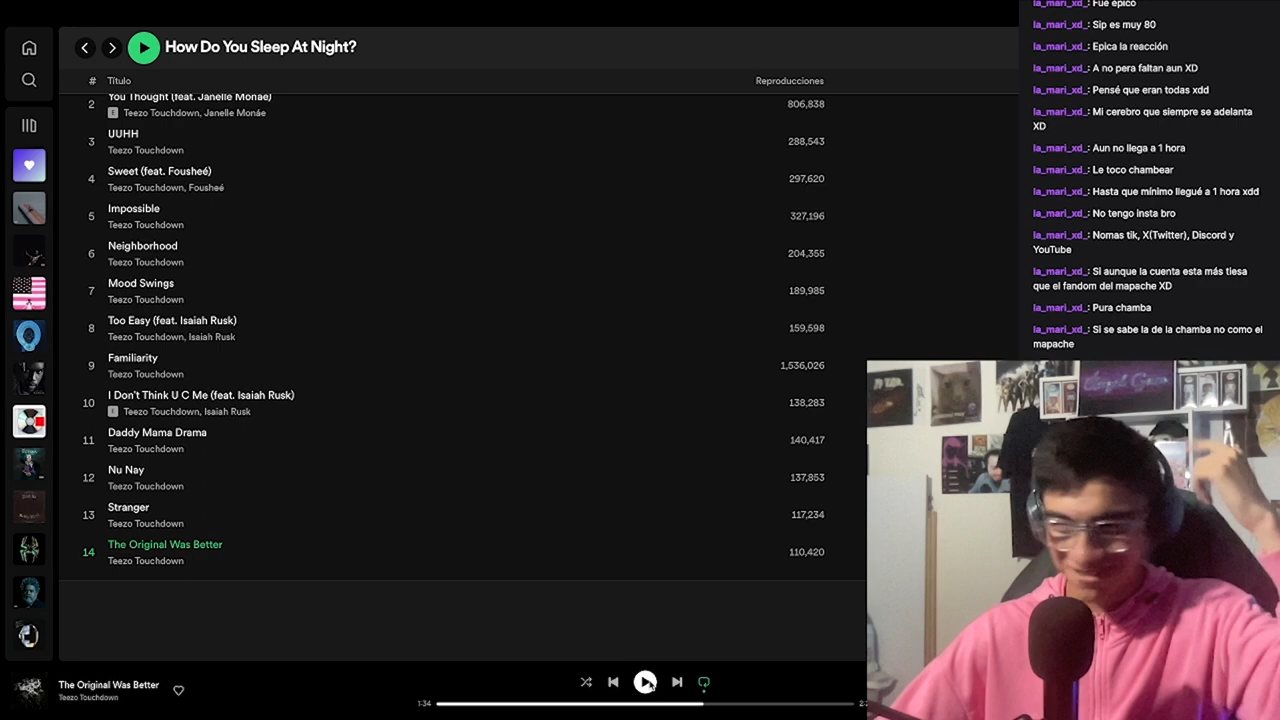 How Do You Sleep At Night?
# Título
Reproducciones
2
You Thought (feat. Janelle Monáe)
E Teezo Touchdown, Janelle Monáe
806,838
3
UUHH
Teezo Touchdown
288,543
4
Sweet (feat. Fousheé)
Teezo Touchdown, Fousheé
297,620
5
Impossible
Teezo Touchdown
327,196
6
Neighborhood
Teezo Touchdown
204,355
7
Mood Swings
Teezo Touchdown
189,985
8
Too Easy (feat. Isaiah Rusk)
Teezo Touchdown, Isaiah Rusk
159,598
9
Familiarity
Teezo Touchdown
1,536,026
10
I Don't Think U C Me (feat. Isaiah Rusk)
E Teezo Touchdown, Isaiah Rusk
138,283
11
Daddy Mama Drama
Teezo Touchdown
140,417
12
Nu Nay
Teezo Touchdown
137,853
13
Stranger
Teezo Touchdown
117,234
14
The Original Was Better
Teezo Touchdown
110,420
The Original Was Better
Teezo Touchdown
1:34
la_mari_xd_: Fue épico
la_mari_xd_: Sip es muy 80
la_mari_xd_: Epica la reacción
la_mari_xd_: A no pera faltan aun XD
la_mari_xd_: Pensé que eran todas xdd
la_mari_xd_: Mi cerebro que siempre se adelanta
XD
la_mari_xd_: Aun no llega a 1 hora
la_mari_xd_: Le toco chambear
la_mari_xd_: Hasta que mínimo llegué a 1 hora xdd
la_mari_xd_: No tengo insta bro
la_mari_xd_: Nomas tik, X(Twitter), Discord y
YouTube
la_mari_xd_: Si aunque la cuenta esta más tiesa
que el fandom del mapache XD
la_mari_xd_: Pura chamba
la_mari_xd_: Si se sabe la de la chamba no como el
mapache